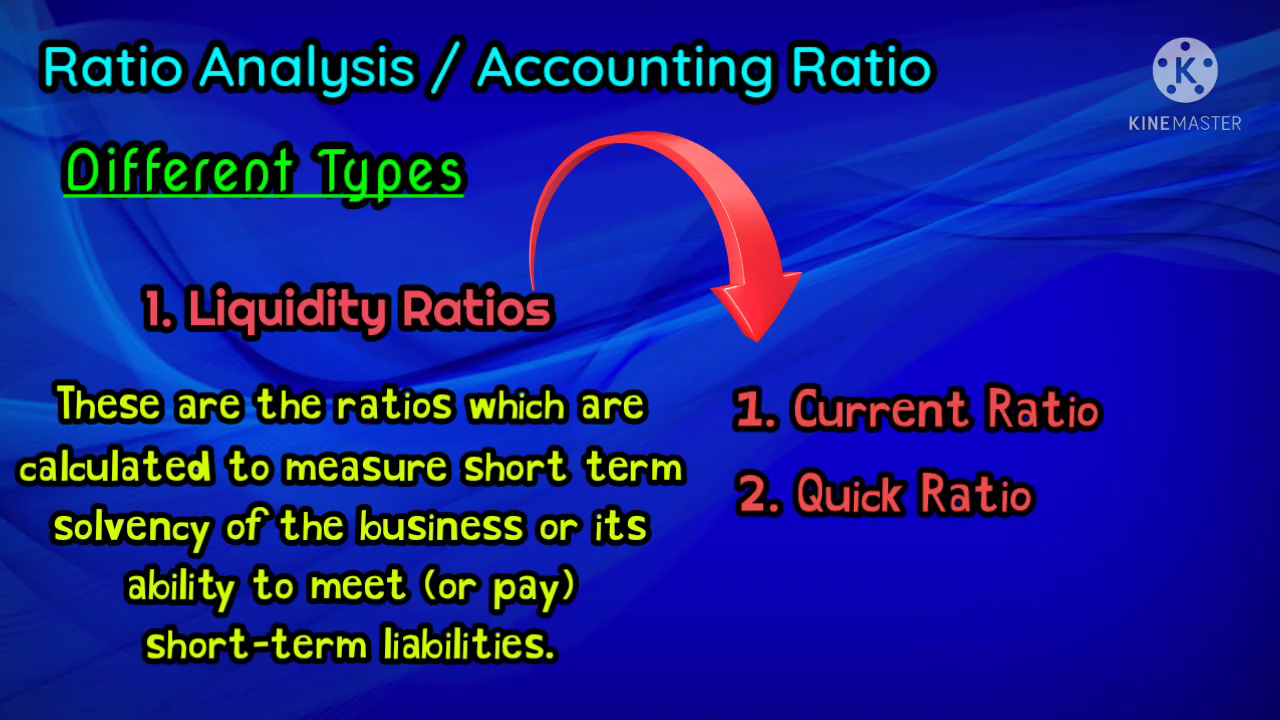 Ratio Analysis / Accounting Ratio
KINEMASTER
Different Types
1. Liquidity Ratios
These are the ratios which are
calculated to measure short term
solvency of the business or its
ability to meet (or pay)
short-term liabilities.
1. Current Ratio
2. Quick Ratio